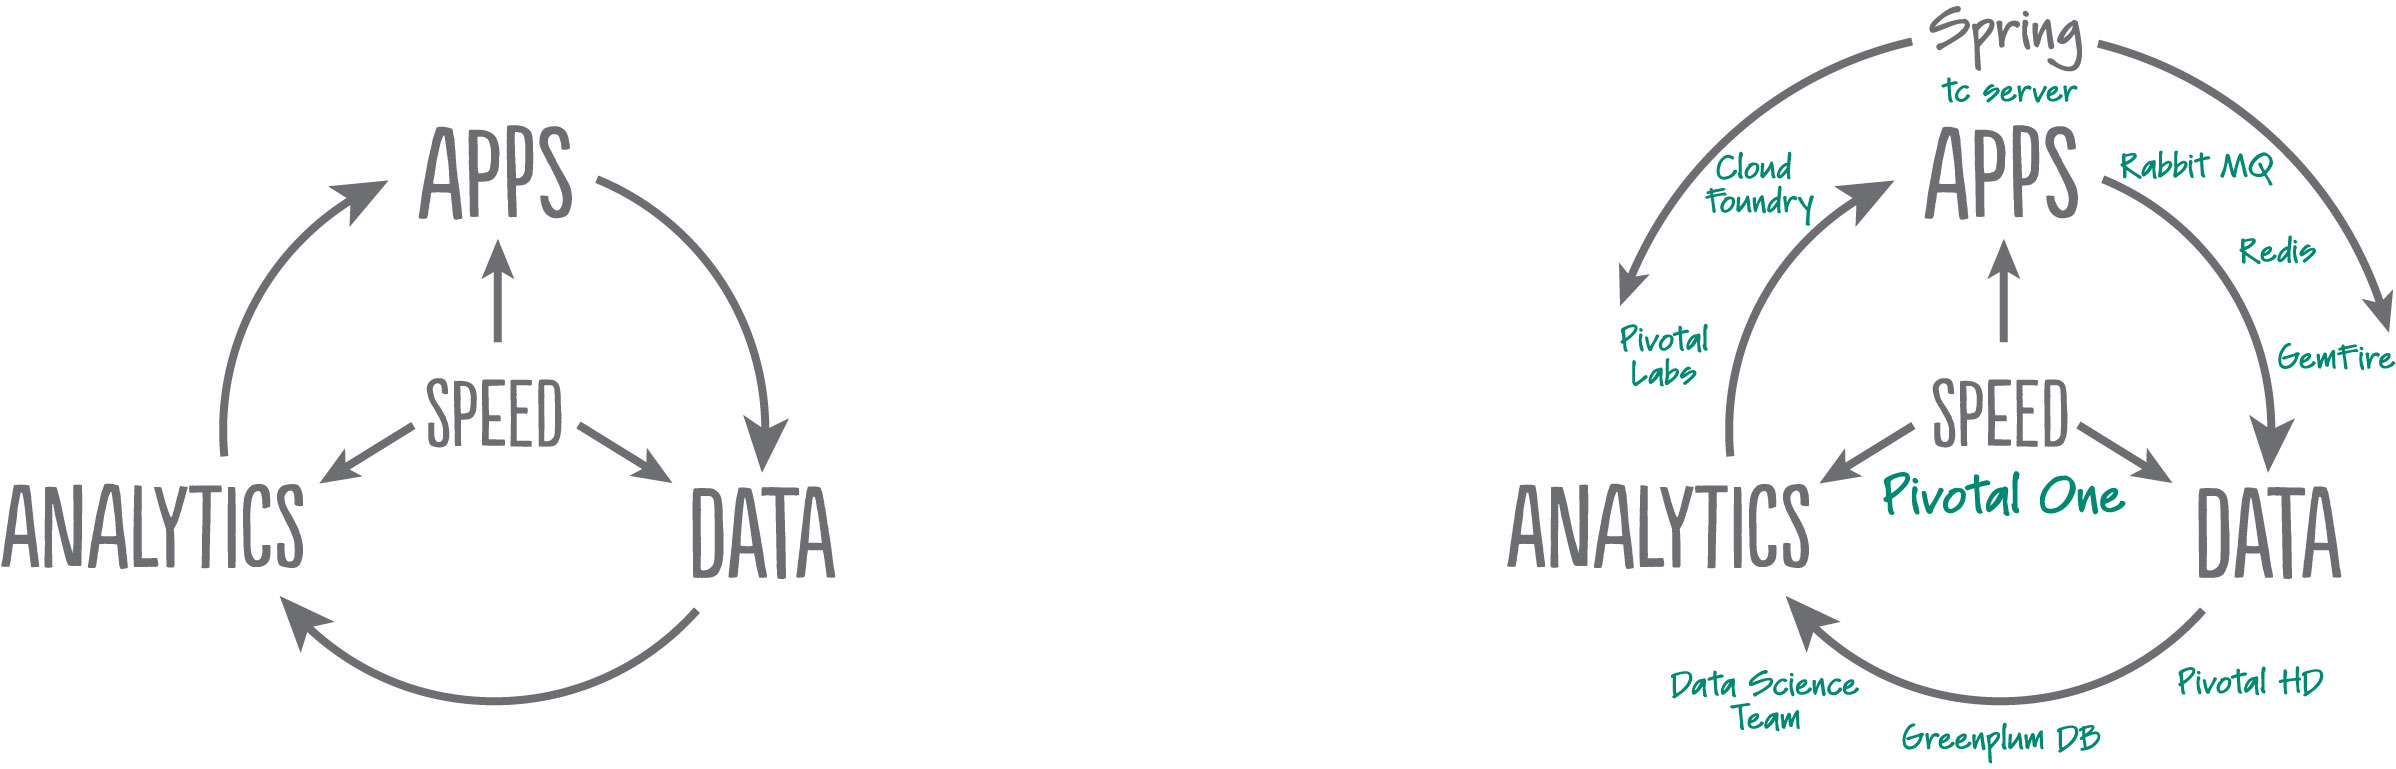 APPS
SPEED
ANALYTICS
DATA
Spring
tc server
APPS
Cloud
Foundry
Rabbit MQ
Redis
Pivotal
Labs
GemFire
SPEED
Pivotal One
ANALYTICS
DATA
Data Science
Team
Pivotal HD
Greenplum DB